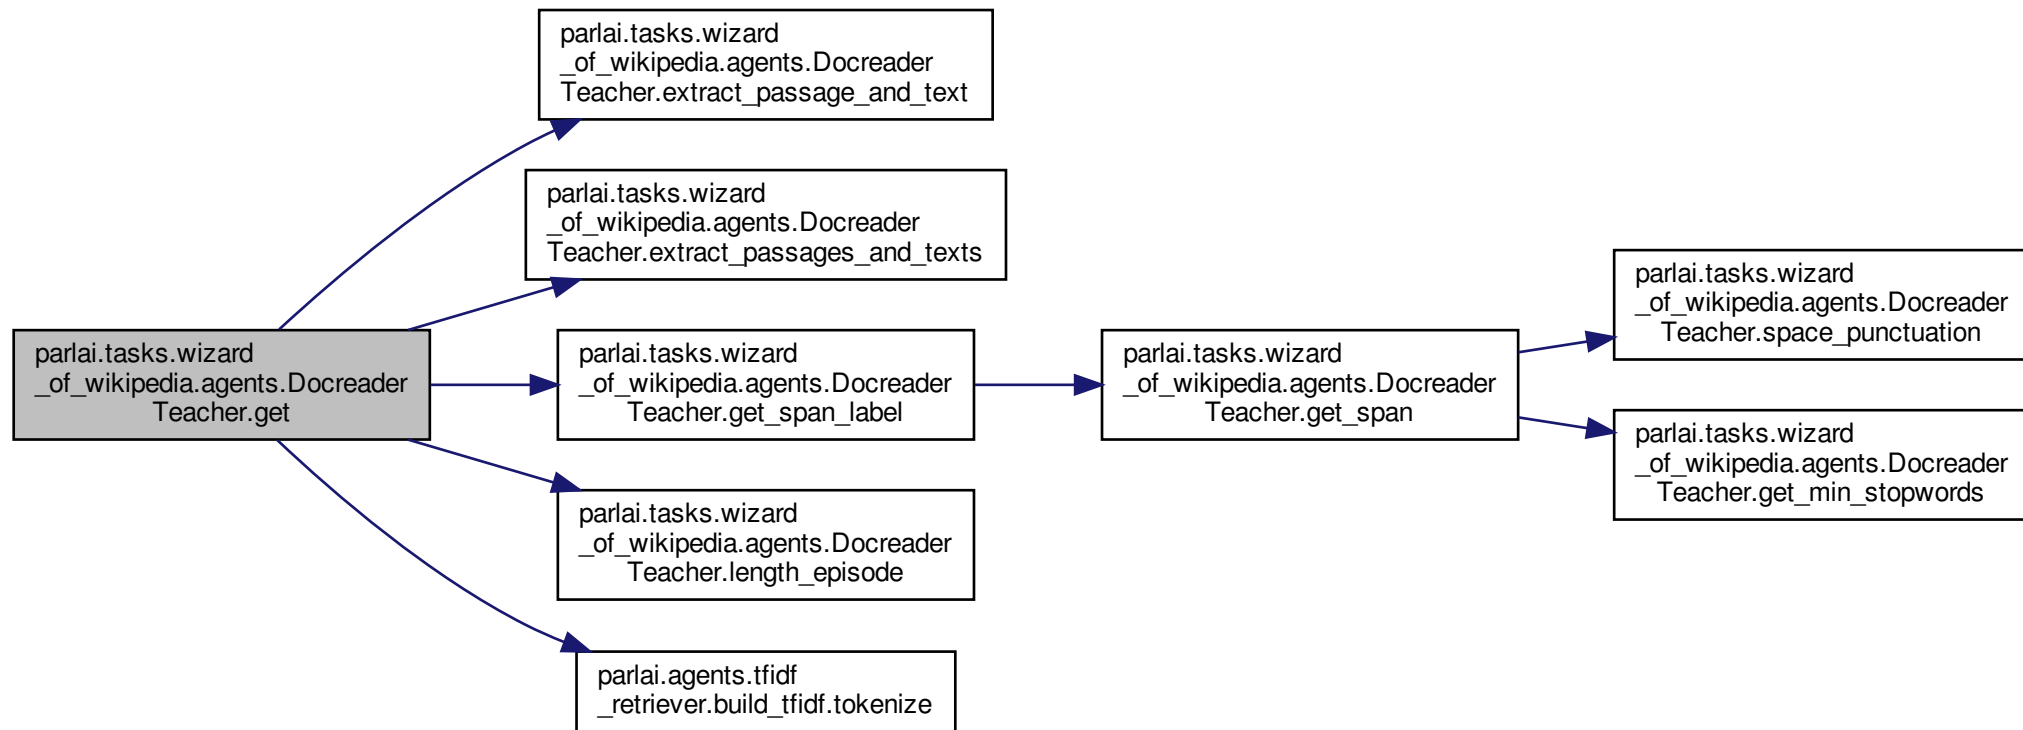 parlai.tasks.wizard
_of_wikipedia.agents.Docreader
Teacher.extract_passage_and_text
parlai.tasks.wizard
_of_wikipedia.agents.Docreader
Teacher.extract_passages_and_texts
parlai.tasks.wizard
_of_wikipedia.agents.Docreader
Teacher.get
parlai.tasks.wizard
_of_wikipedia.agents.Docreader
Teacher.get_span_label
parlai.tasks.wizard
_of_wikipedia.agents.Docreader
Teacher.get_span
parlai.tasks.wizard
_of_wikipedia.agents.Docreader
Teacher.space_punctuation
parlai.tasks.wizard
_of_wikipedia.agents.Docreader
Teacher.get_min_stopwords
parlai.tasks.wizard
_of_wikipedia.agents.Docreader
Teacher.length_episode
parlai.agents.tfidf
_retriever.build_tfidf.tokenize